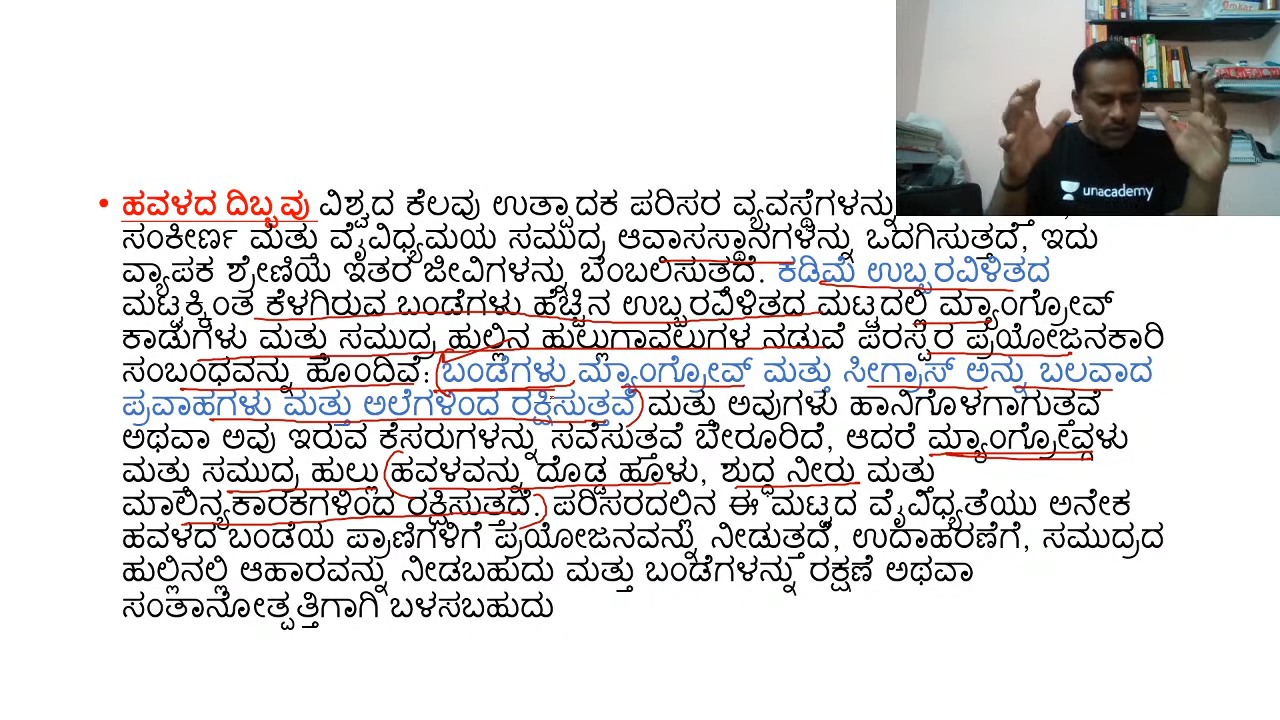 • ಹವಳದ ದಿಬ್ಬವು ವಿಶ್ವದ ಕೆಲವು ಉತ್ಪಾದಕ ಪರಿಸರ ವ್ಯವಸ್ಥೆಗಳನ್ನು
ಸಂಕೀರ್ಣ ಮತ್ತು ವೈವಿಧ್ಯಮಯ ಸಮುದ್ರ ಆವಾಸಸ್ಥಾನಗಳನ್ನು ಒದಗಿಸುತ್ತದೆ, ಇದು
ವ್ಯಾಪಕ ಶ್ರೇಣಿಯ ಇತರ ಜೀವಿಗಳನ್ನು ಬೆಂಬಲಿಸುತ್ತದೆ. ಕಡಿಮೆ ಉಬ್ಬರವಿಳಿತದ
ಮಟ್ಟಕ್ಕಿಂತ ಕೆಳಗಿರುವ ಬಂಡೆಗಳು ಹೆಚ್ಚಿನ ಉಬ್ಬರವಿಳಿತದ ಮಟ್ಟದಲ್ಲಿ ಮ್ಯಾಂಗ್ರೋವ್
ಕಾಡುಗಳು ಮತ್ತು ಸಮುದ್ರ ಹುಲ್ಲಿನ ಹುಲ್ಲುಗಾವಲುಗಳ ನಡುವೆ ಪರಸ್ಪರ ಪ್ರಯೋಜನಕಾರಿ
ಸಂಬಂಧವನ್ನು ಹೊಂದಿವೆ: ಬಂಡೆಗಳು ಮ್ಯಾಂಗ್ರೋವ್ ಮತ್ತು ಸೀಗ್ರಾಸ್ ಅನ್ನು ಬಲವಾದ
ಪ್ರವಾಹಗಳು ಮತ್ತು ಅಲೆಗಳಿಂದ ರಕ್ಷಿಸುತ್ತವೆ ಮತ್ತು ಅವುಗಳು ಹಾನಿಗೊಳಗಾಗುತ್ತವೆ
ಅಥವಾ ಅವು ಇರುವ ಕೆಸರುಗಳನ್ನು ಸವೆಸುತ್ತವೆ ಬೇರೂರಿದೆ, ಆದರೆ ಮ್ಯಾಂಗ್ರೋವ್ಗಳು
ಮತ್ತು ಸಮುದ್ರ ಹುಲ್ಲು ಹವಳವನ್ನು ದೊಡ್ಡ ಹೂಳು, ಶುದ್ಧ ನೀರು ಮತ್ತು
ಮಾಲಿನ್ಯಕಾರಕಗಳಿಂದ ರಕ್ಷಿಸುತ್ತದೆ. ಪರಿಸರದಲ್ಲಿನ ಈ ಮಟ್ಟದ ವೈವಿಧ್ಯತೆಯು ಅನೇಕ
ಹವಳದ ಬಂಡೆಯ ಪ್ರಾಣಿಗಳಿಗೆ ಪ್ರಯೋಜನವನ್ನು ನೀಡುತ್ತದೆ, ಉದಾಹರಣೆಗೆ, ಸಮುದ್ರದ
ಹುಲ್ಲಿನಲ್ಲಿ ಆಹಾರವನ್ನು ನೀಡಬಹುದು ಮತ್ತು ಬಂಡೆಗಳನ್ನು ರಕ್ಷಣೆ ಅಥವಾ
ಸಂತಾನೋತ್ಪತ್ತಿಗಾಗಿ ಬಳಸಬಹುದು
unacademy